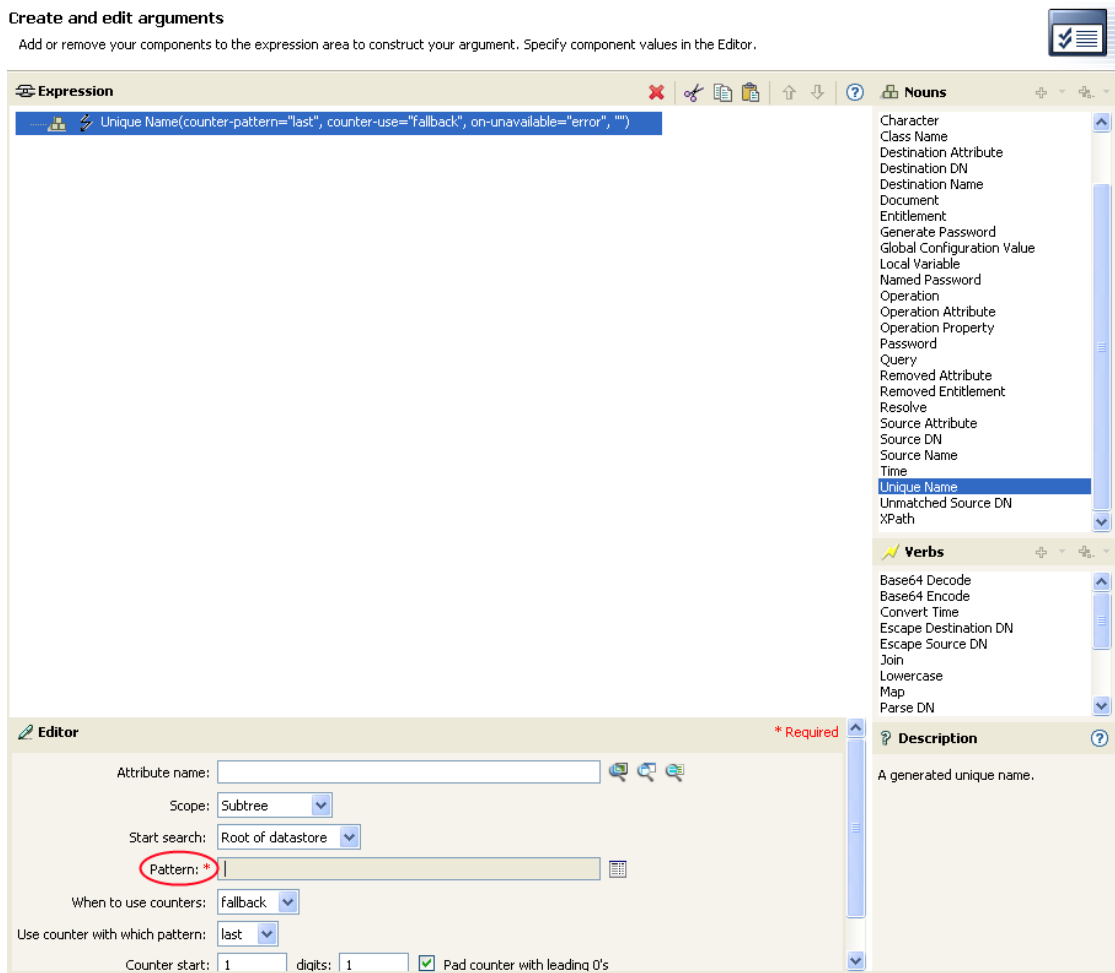 Create and edit arguments
Add or remove your components to the expression area to construct your argument. Specify component values in the Editor.
Expression
Unique Name(counter-pattern="last", counter-use="fallback", on-unavailable="error", "")
Nouns
Character
Class Name
Destination Attribute
Destination DN
Destination Name
Document
Entitlement
Generate Password
Global Configuration Value
Local Variable
Named Password
Operation
Operation Attribute
Operation Property
Password
Query
Removed Attribute
Removed Entitlement
Resolve
Source Attribute
Source DN
Source Name
Time
Unique Name
Unmatched Source DN
XPath
Verbs
Base64 Decode
Base64 Encode
Convert Time
Escape Destination DN
Escape Source DN
Join
Lowercase
Map
Parse DN
Editor
* Required
Attribute name:
Scope: Subtree
Start search: Root of datastore
Pattern: *
When to use counters: fallback
Use counter with which pattern: last
Counter start: 1 digits: 1 Pad counter with leading 0's
Description
A generated unique name.